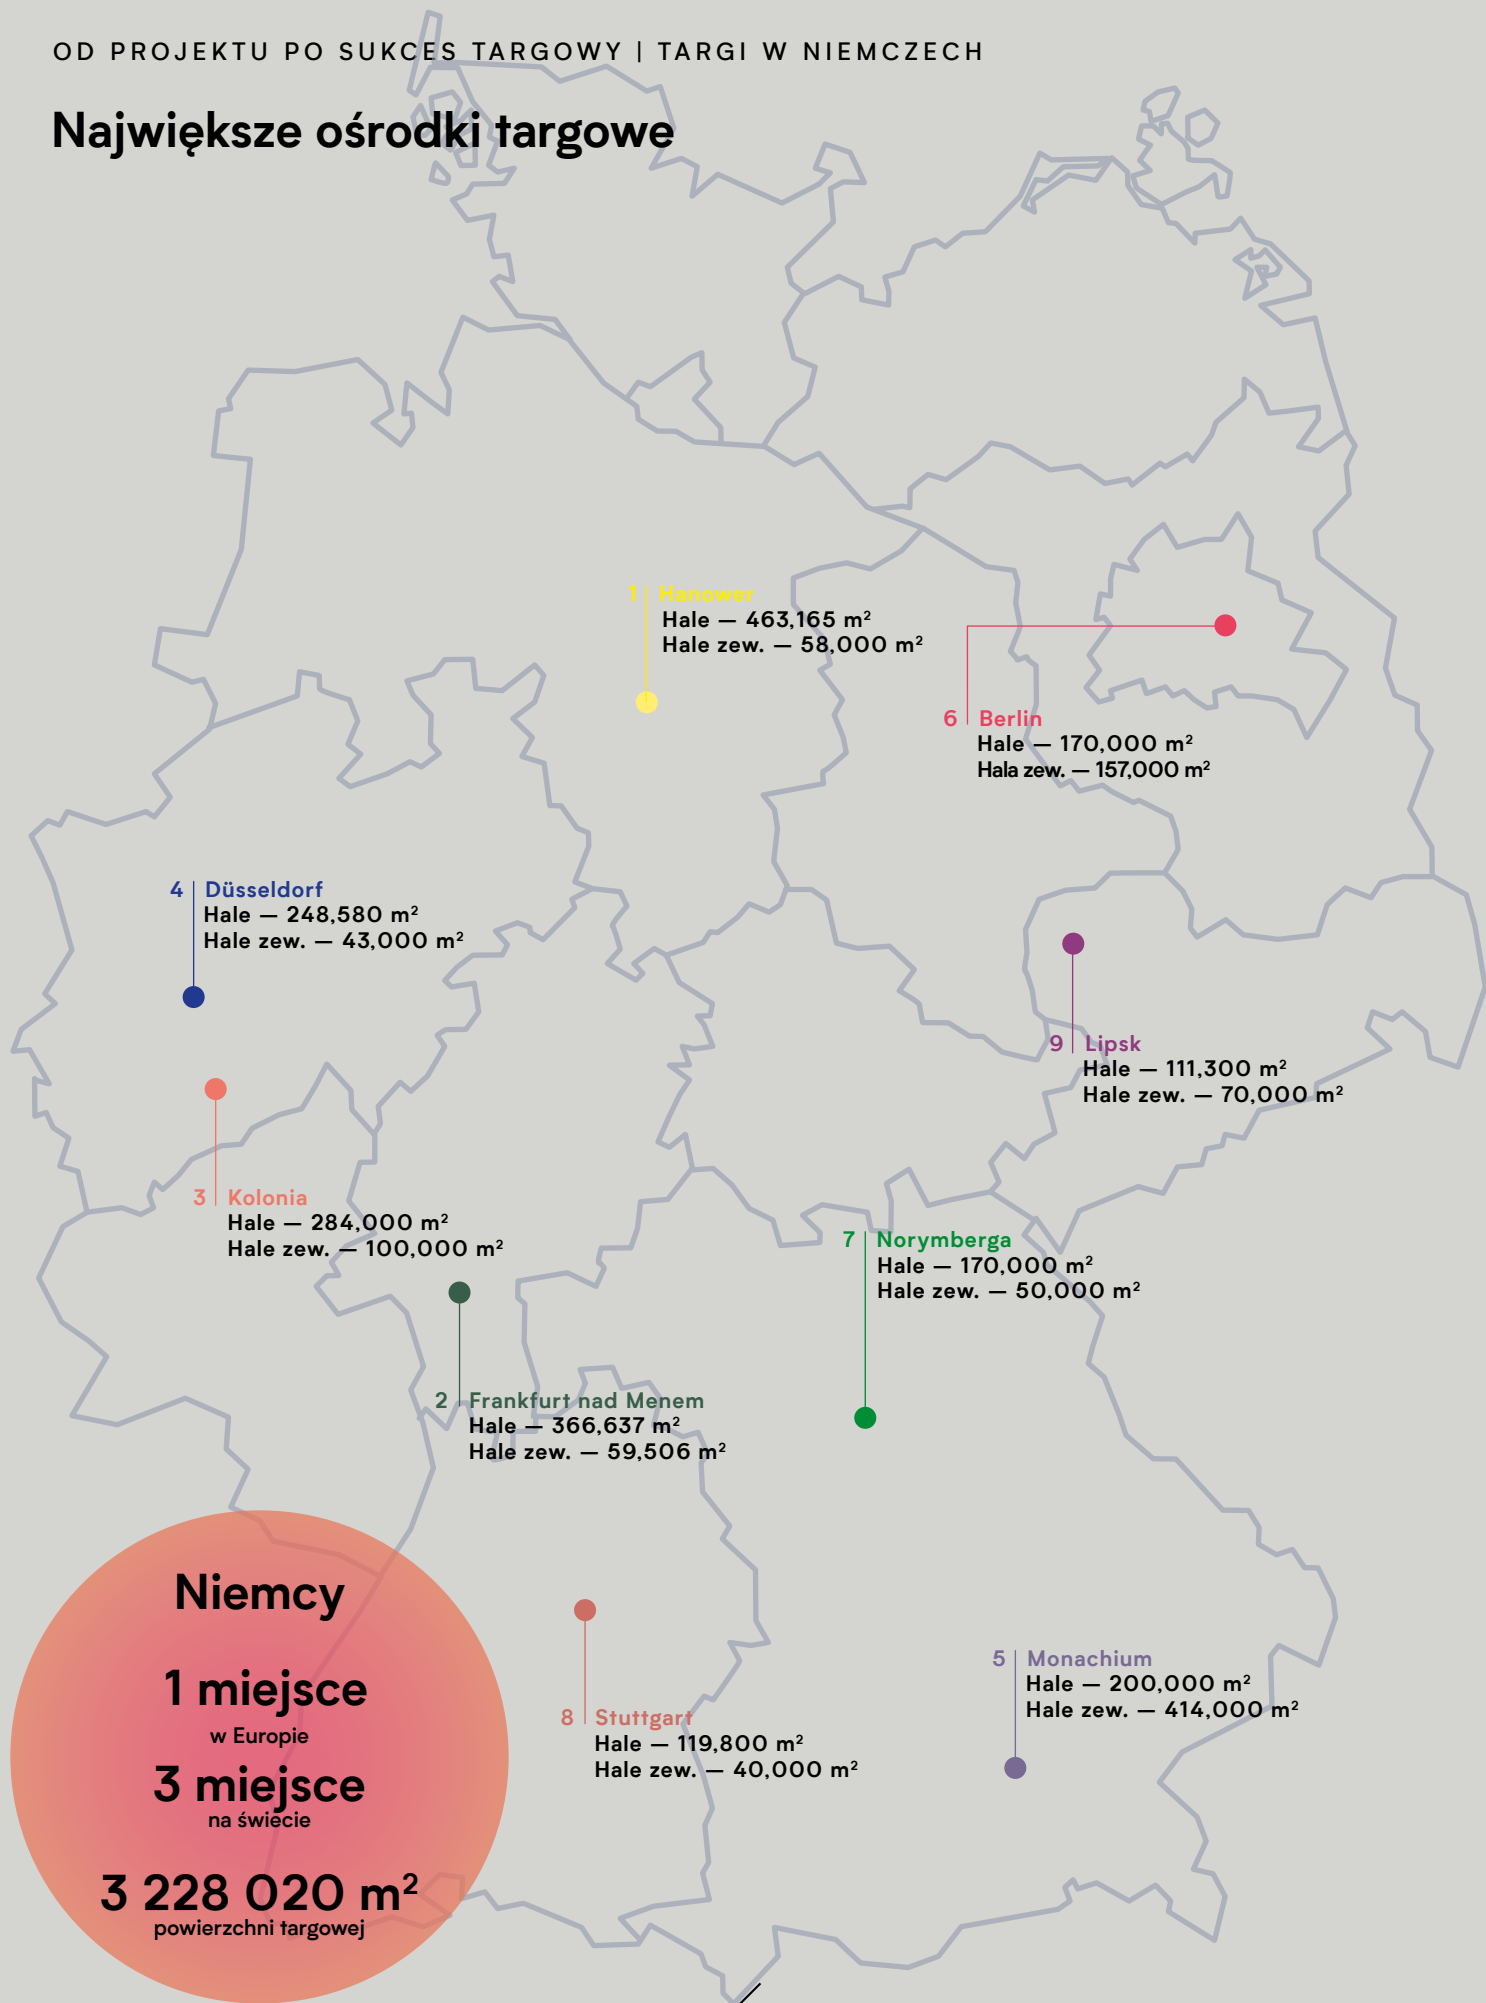 OD PROJEKTU PO SUKCES TARGOWY | TARGI W NIEMCZECH
Największe ośrodki targowe
1 Hanower
Hale — 463,165 m²
Hale zew. — 58,000 m²
6 Berlin
Hale — 170,000 m²
Hala zew. — 157,000 m²
4 Düsseldorf
Hale — 248,580 m²
Hale zew. — 43,000 m²
9 Lipsk
Hale — 111,300 m²
Hale zew. — 70,000 m²
3 Kolonia
Hale — 284,000 m²
Hale zew. — 100,000 m²
7 Norymberga
Hale — 170,000 m²
Hale zew. — 50,000 m²
2 Frankfurt nad Menem
Hale — 366,637 m²
Hale zew. — 59,506 m²
5 Monachium
Hale — 200,000 m²
Hale zew. — 414,000 m²
8 Stuttgart
Hale — 119,800 m²
Hale zew. — 40,000 m²
Niemcy
1 miejsce
w Europie
3 miejsce
na świecie
3 228 020 m²
powierzchni targowej